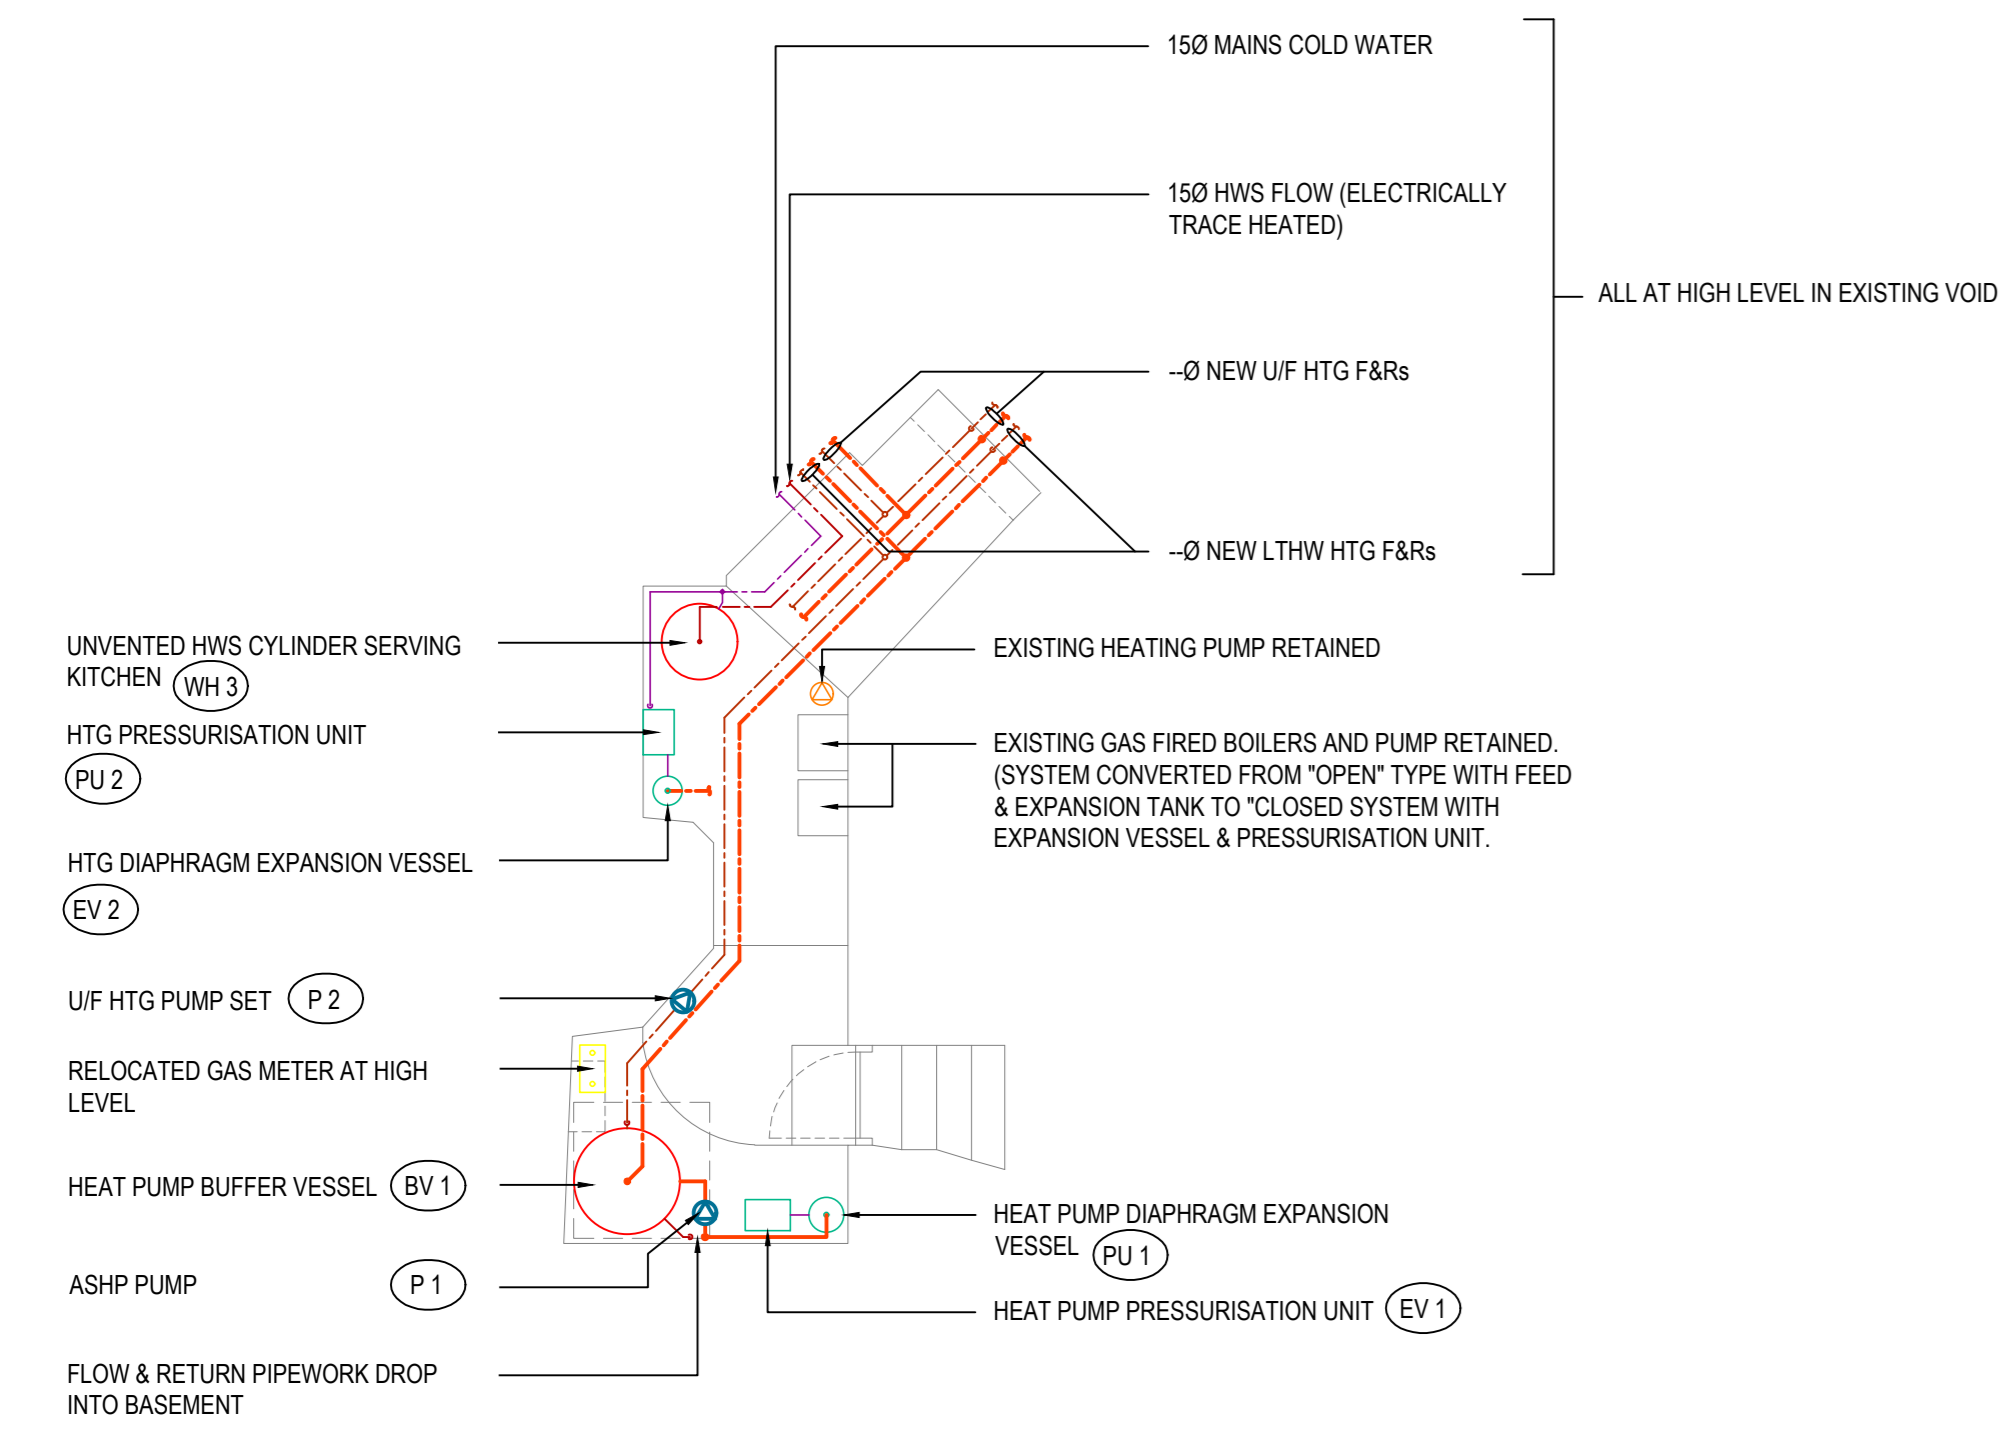 15Ø MAINS COLD WATER
15Ø HWS FLOW (ELECTRICALLY
TRACE HEATED)
ALL AT HIGH LEVEL IN EXISTING VOID
--Ø NEW U/F HTG F&Rs
--Ø NEW LTHW HTG F&Rs
UNVENTED HWS CYLINDER SERVING
KITCHEN WH 3
HTG PRESSURISATION UNIT
PU 2
HTG DIAPHRAGM EXPANSION VESSEL
EV 2
U/F HTG PUMP SET P 2
RELOCATED GAS METER AT HIGH
LEVEL
HEAT PUMP BUFFER VESSEL BV 1
ASHP PUMP P 1
FLOW & RETURN PIPEWORK DROP
INTO BASEMENT
EXISTING HEATING PUMP RETAINED
EXISTING GAS FIRED BOILERS AND PUMP RETAINED.
(SYSTEM CONVERTED FROM "OPEN" TYPE WITH FEED
& EXPANSION TANK TO "CLOSED SYSTEM WITH
EXPANSION VESSEL & PRESSURISATION UNIT.
HEAT PUMP DIAPHRAGM EXPANSION
VESSEL PU 1
HEAT PUMP PRESSURISATION UNIT EV 1